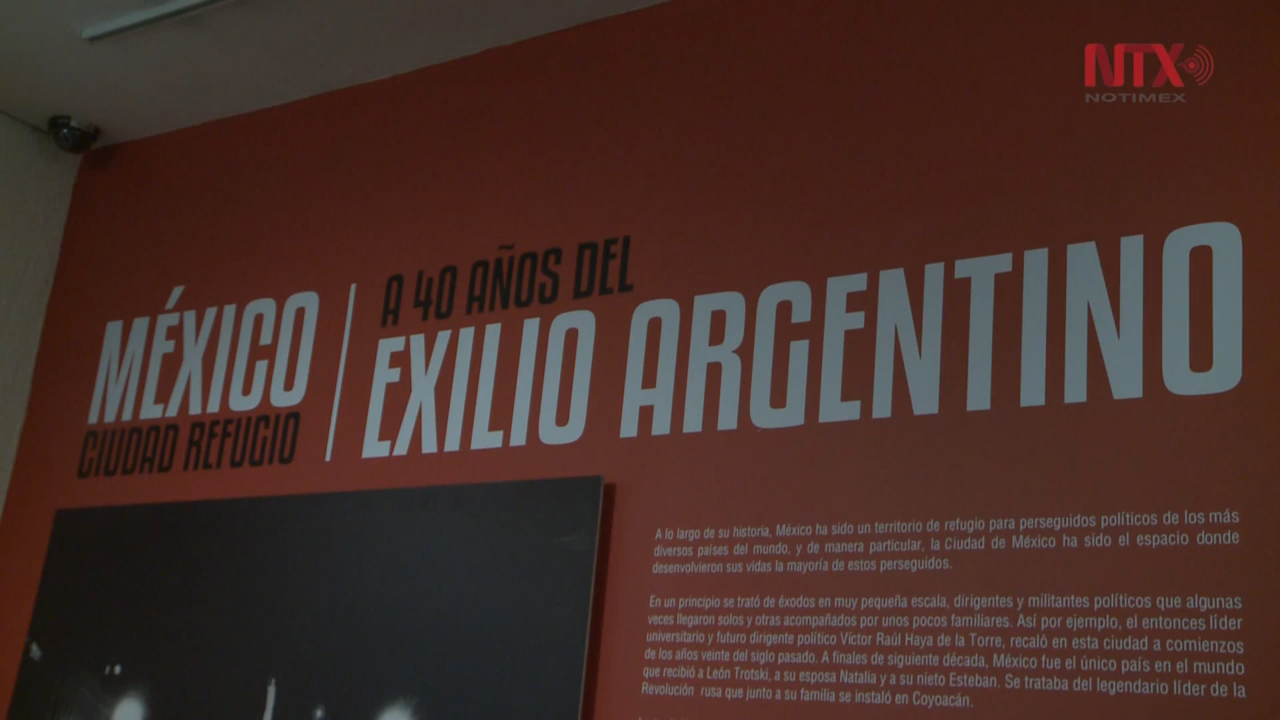 NTX
NOTIMEX
A 40 AÑOS DEL
MÉXICO
EXILIO ARGENTINO
CIUDAD REFUGIO
A lo largo de su historia, México ha sido un territorio de refugio para perseguidos políticos de los más
diversos países del mundo, y de manera particular, la Ciudad de México ha sido el espacio donde
desenvolvieron sus vidas la mayoría de estos perseguidos.
En un principio se trató de éxodos en muy pequeña escala, dirigentes y militantes políticos que algunas
veces llegaron solos y otras acompañados por unos pocos familiares. Así por ejemplo, el entonces líder
universitario y futuro dirigente político Víctor Raúl Haya de la Torre, recaló en esta ciudad a comienzos
de los años veinte del siglo pasado. A finales de siguiente década, México fue el único país en el mundo
que recibió a León Trotski, a su esposa Natalia y a su nieto Esteban. Se trataba del legendario líder de la
Revolución rusa que junto a su familia se instaló en Coyoacán.